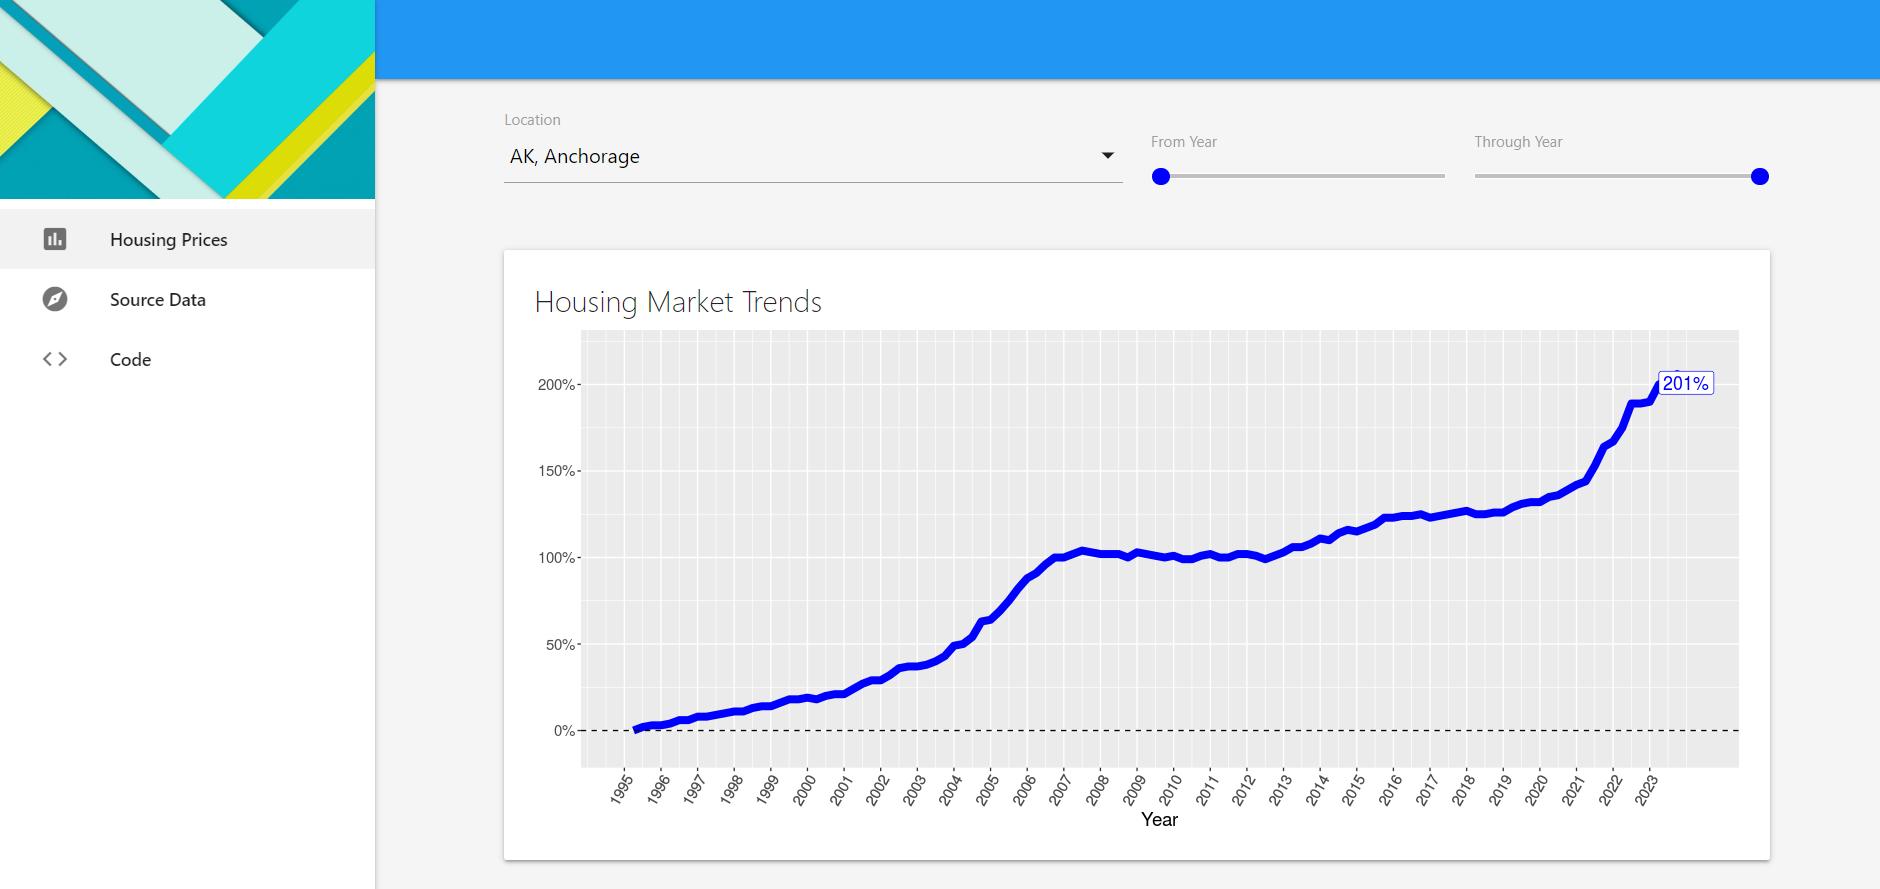 Housing Prices
Source Data
Code
Location
AK, Anchorage
From Year
Through Year
Housing Market Trends
200%
150%
100%
50%
0%
201%
1995 1996 1997 1998 1999 2000 2001 2002 2003 2004 2005 2006 2007 2008 2009 2010 2011 2012 2013 2014 2015 2016 2017 2018 2019 2020 2021 2022 2023
Year